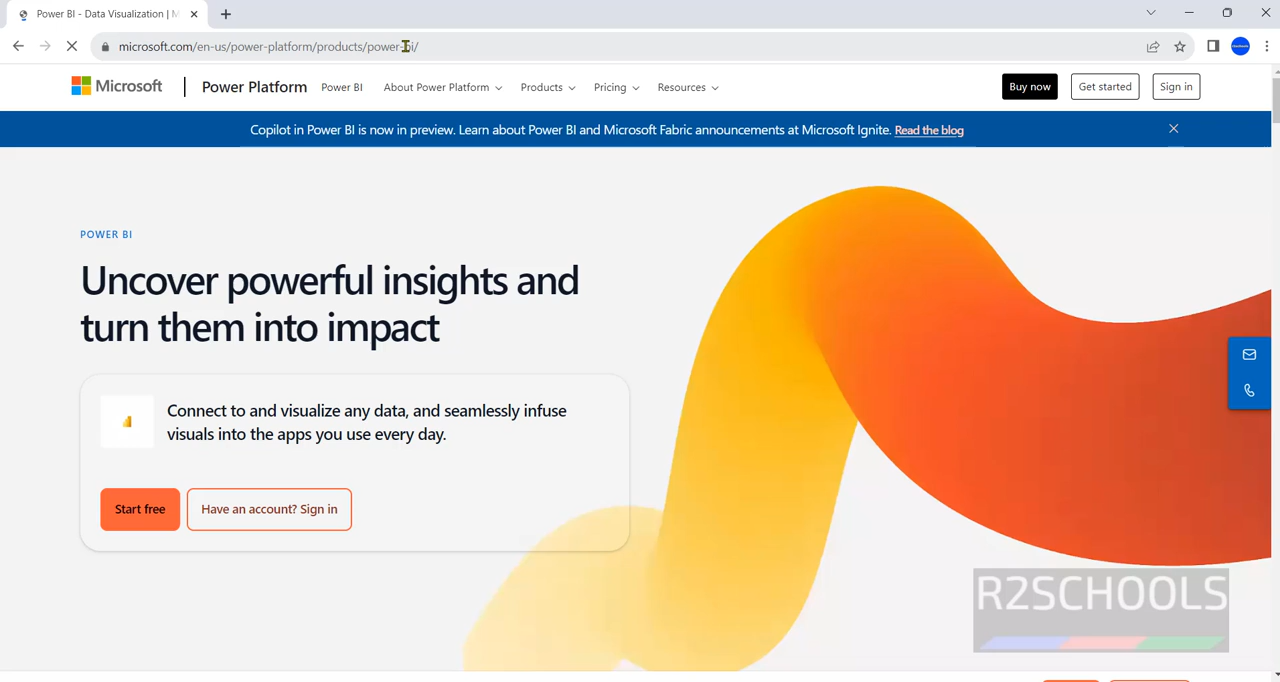 Power BI - Data Visualization | M
microsoft.com/en-us/power-platform/products/power-bi/
Microsoft
Power Platform
Power BI
About Power Platform
Products
Pricing
Resources
Buy now
Get started
Sign in
Copilot in Power BI is now in preview. Learn about Power BI and Microsoft Fabric announcements at Microsoft Ignite. Read the blog
POWER BI
Uncover powerful insights and
turn them into impact
Connect to and visualize any data, and seamlessly infuse
visuals into the apps you use every day.
Start free
Have an account? Sign in
R2SCHOOLS